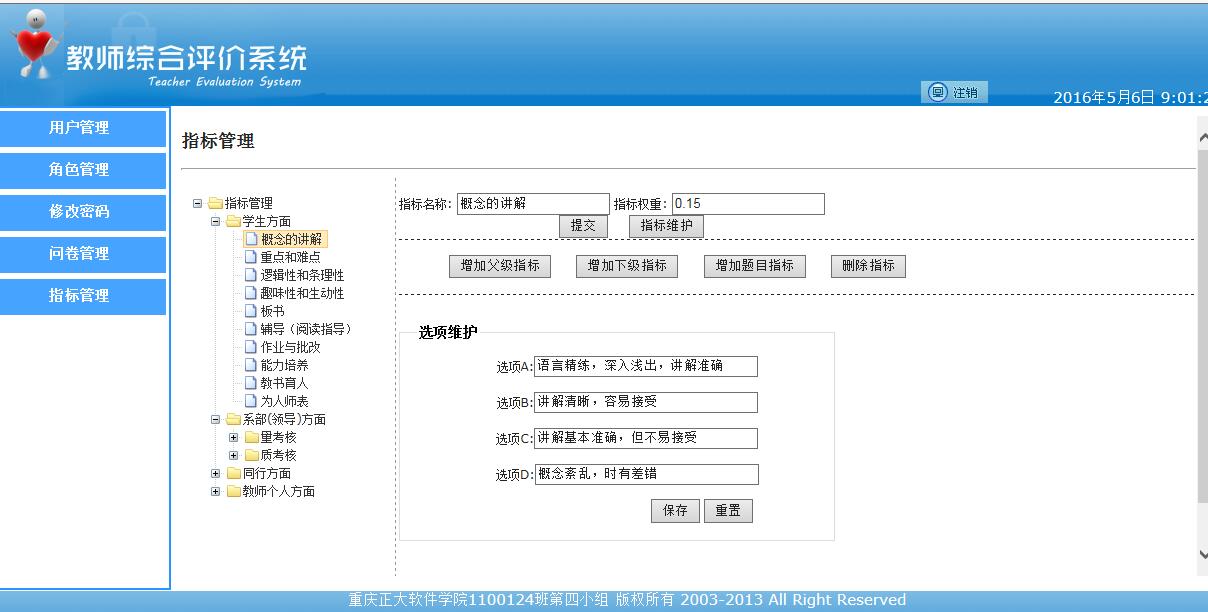 教师综合评价系统
Teacher Evaluation System
注销
2016年5月6日 9:01:2
用户管理
角色管理
修改密码
问卷管理
指标管理
指标管理
指标管理
学生方面
概念的讲解
重点和难点
逻辑性和条理性
趣味性和生动性
板书
辅导（阅读指导）
作业与批改
能力培养
教书育人
为人师表
系部(领导)方面
量考核
质考核
同行方面
教师个人方面
指标名称: 概念的讲解 指标权重: 0.15
提交 指标维护
增加父级指标 增加下级指标 增加题目指标 删除指标
选项维护
选项A: 语言精练，深入浅出，讲解准确
选项B: 讲解清晰，容易接受
选项C: 讲解基本准确，但不易接受
选项D: 概念紊乱，时有差错
保存 重置
重庆正大软件学院1100124班第四小组 版权所有 2003-2013 All Right Reserved